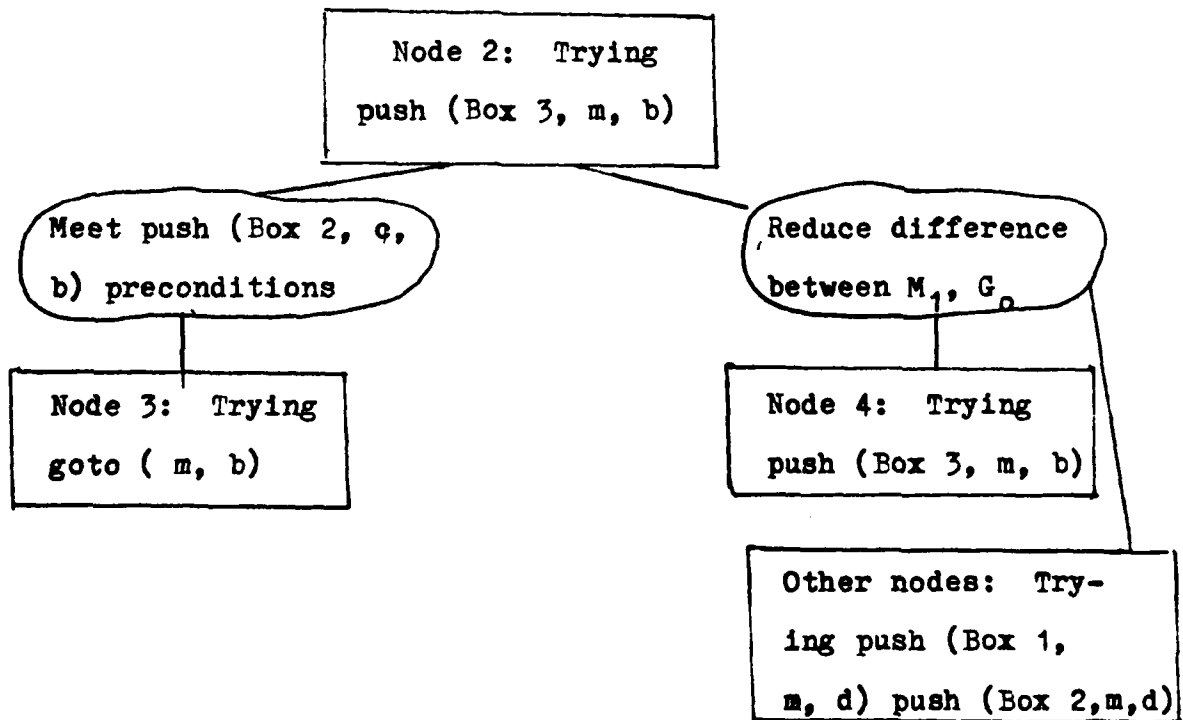 Node 2: Trying
push (Box 3, m, b)
Meet push (Box 2, c,
b) preconditions
Reduce difference
between M1, Go
Node 3: Trying
goto ( m, b)
Node 4: Trying
push (Box 3, m, b)
Other nodes: Try-
ing push (Box 1,
m, d) push (Box 2,m,d)